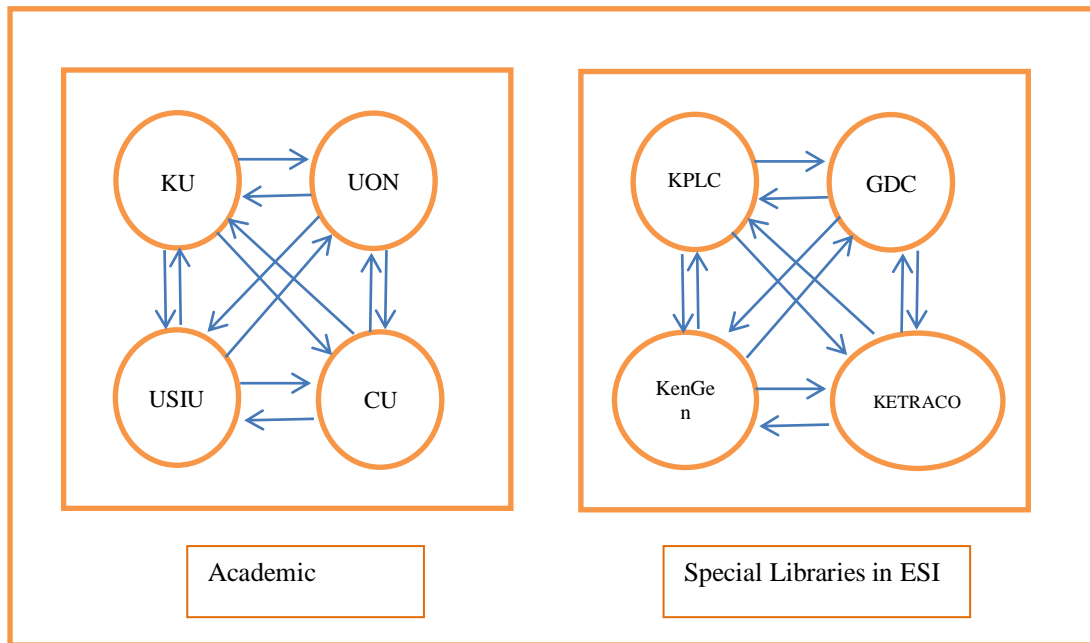 KU
UON
USIU
CU
KPLC
GDC
KenGe
n
KETRACO
Academic
Special Libraries in ESI